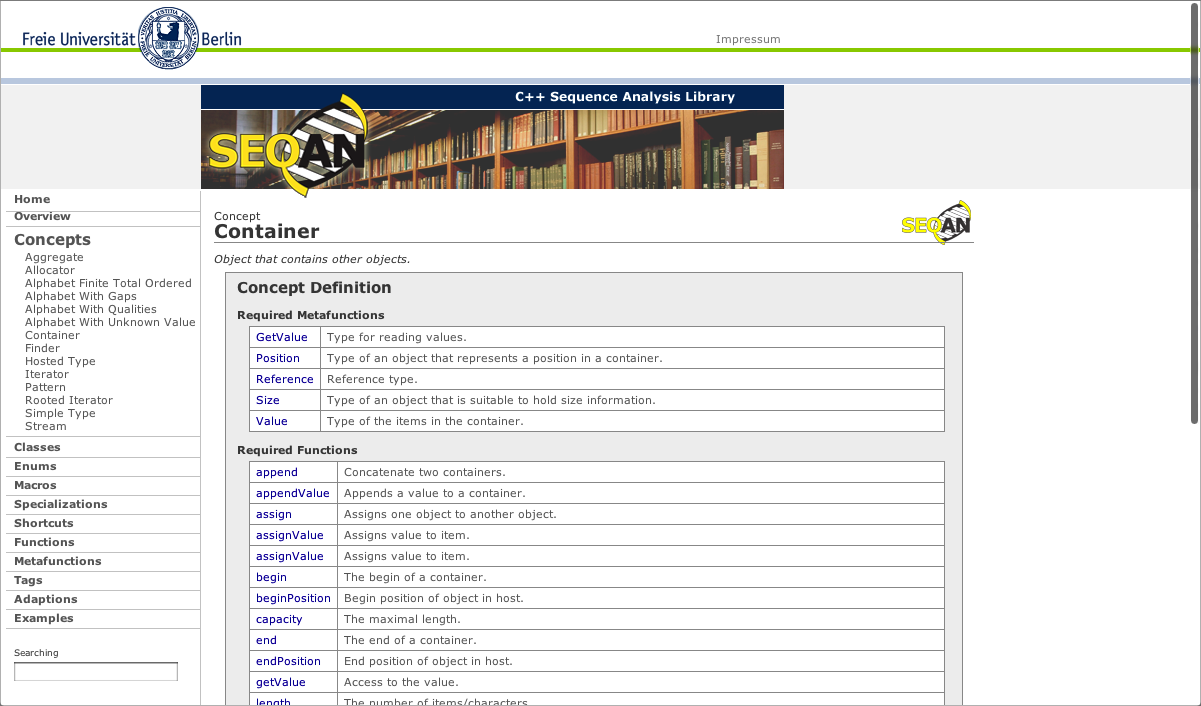 Freie Universität Berlin
Impressum
C++ Sequence Analysis Library
SEQAN
Home
Overview
Concepts
Aggregate
Allocator
Alphabet Finite Total Ordered
Alphabet With Gaps
Alphabet With Qualities
Alphabet With Unknown Value
Container
Finder
Hosted Type
Iterator
Pattern
Rooted Iterator
Simple Type
Stream
Classes
Enums
Macros
Specializations
Shortcuts
Functions
Metafunctions
Tags
Adaptions
Examples
Searching
Concept
Container
SEQAN
Object that contains other objects.
Concept Definition
Required Metafunctions
GetValue Type for reading values.
Position Type of an object that represents a position in a container.
Reference Reference type.
Size Type of an object that is suitable to hold size information.
Value Type of the items in the container.
Required Functions
append Concatenate two containers.
appendValue Appends a value to a container.
assign Assigns one object to another object.
assignValue Assigns value to item.
assignValue Assigns value to item.
begin The begin of a container.
beginPosition Begin position of object in host.
capacity The maximal length.
end The end of a container.
endPosition End position of object in host.
getValue Access to the value.
length The number of items/characters